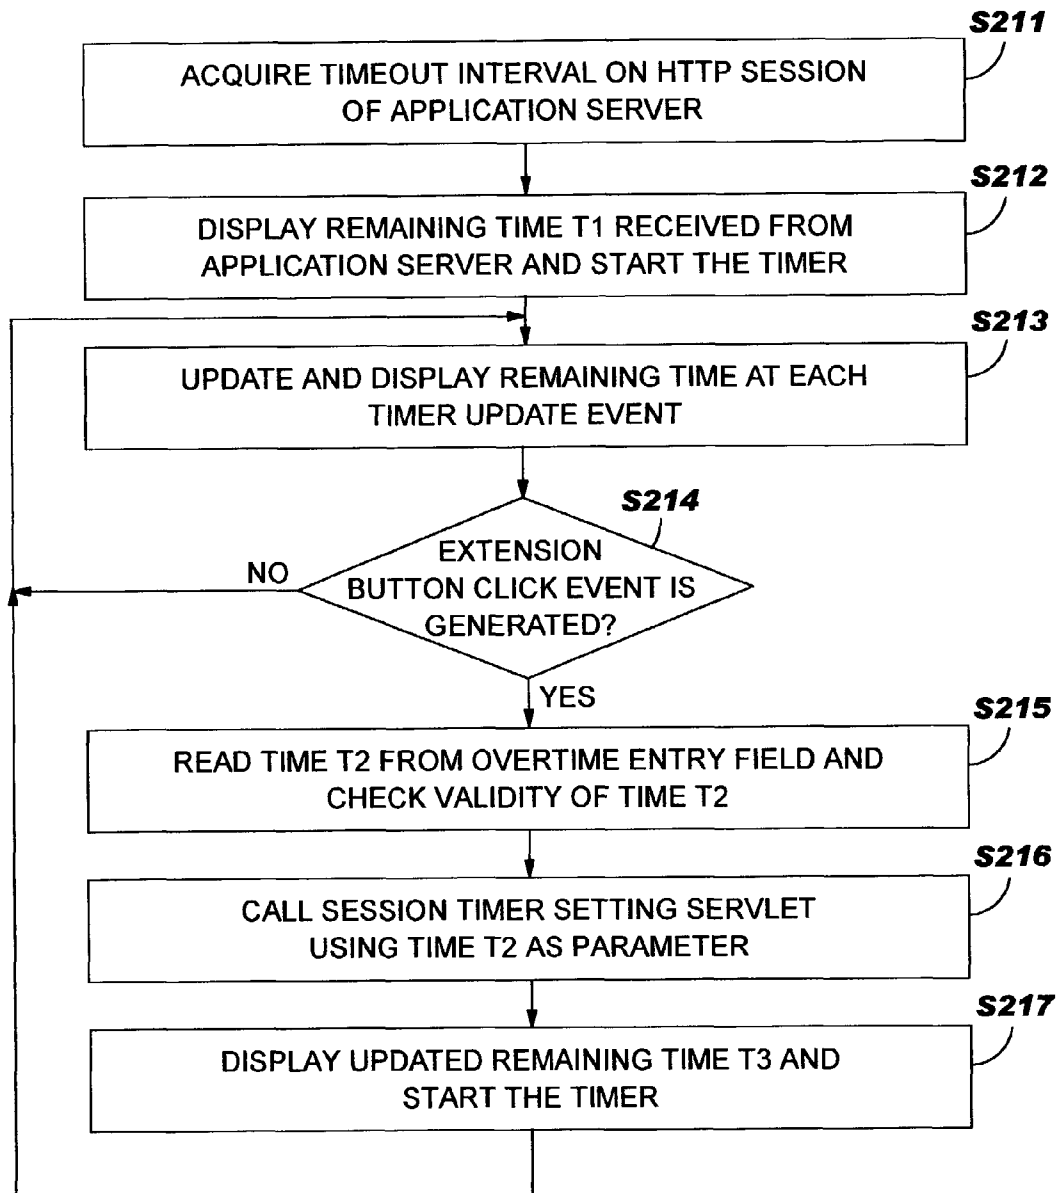 S211
ACQUIRE TIMEOUT INTERVAL ON HTTP SESSION
OF APPLICATION SERVER
S212
DISPLAY REMAINING TIME T1 RECEIVED FROM
APPLICATION SERVER AND START THE TIMER
S213
UPDATE AND DISPLAY REMAINING TIME AT EACH
TIMER UPDATE EVENT
S214
EXTENSION
BUTTON CLICK EVENT IS
GENERATED?
NO
YES
S215
READ TIME T2 FROM OVERTIME ENTRY FIELD AND
CHECK VALIDITY OF TIME T2
S216
CALL SESSION TIMER SETTING SERVLET
USING TIME T2 AS PARAMETER
S217
DISPLAY UPDATED REMAINING TIME T3 AND
START THE TIMER